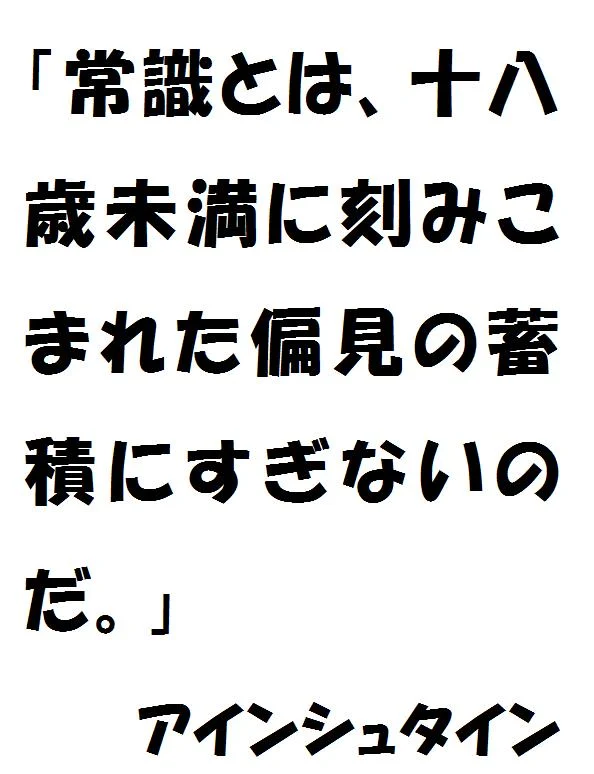 「常識とは、十八
歳未満に刻みこ
まれた偏見の蓄
積にすぎないの
だ。」
アインシュタイン